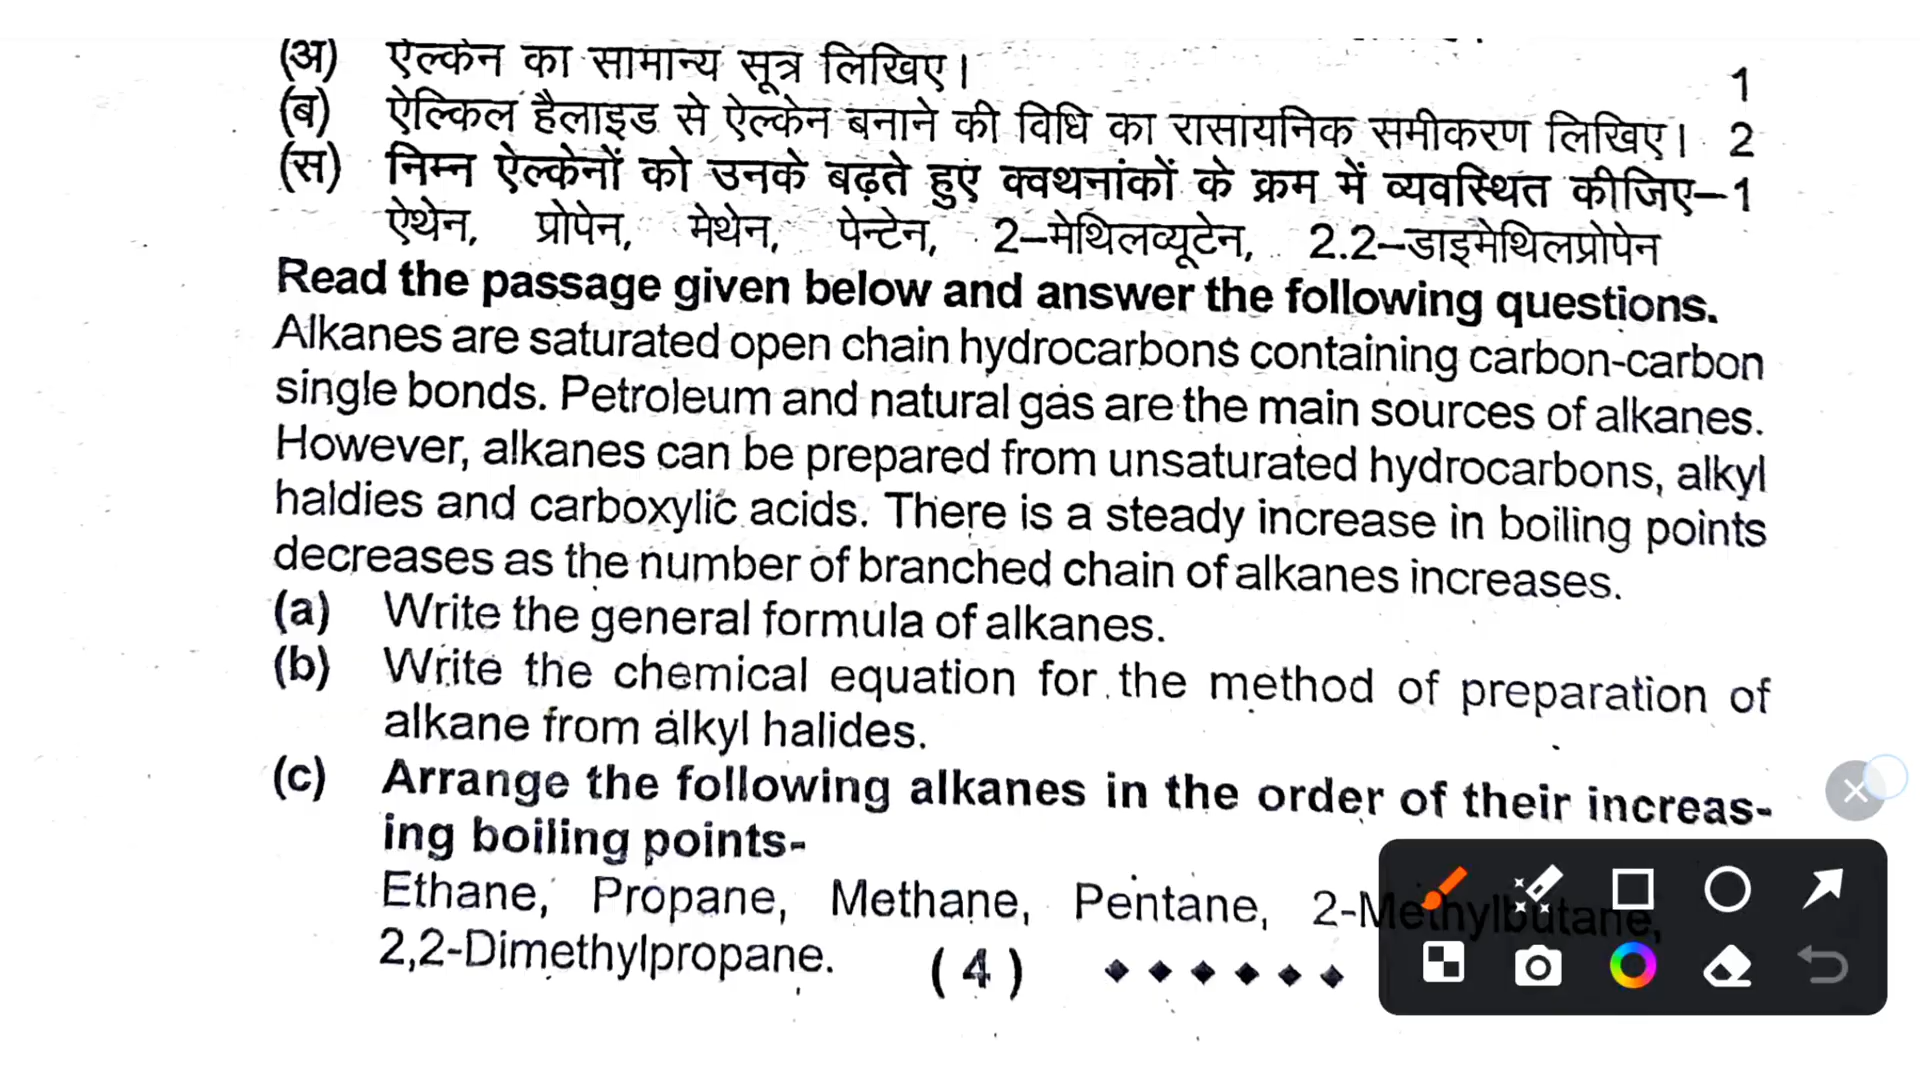 (अ) ऐल्केन का सामान्य सूत्र लिखिए। 1
(ब) ऐल्किल हैलाइड से ऐल्केन बनाने की विधि का रासायनिक समीकरण लिखिए। 2
(स) निम्न ऐल्केनों को उनके बढ़ते हुए क्वथनांकों के क्रम में व्यवस्थित कीजिए–1
ऐथेन, प्रोपेन, मेथेन, पेन्टेन, 2–मेथिलव्यूटेन, 2.2–डाइमेथिलप्रोपेन
Read the passage given below and answer the following questions.
Alkanes are saturated open chain hydrocarbons containing carbon-carbon
single bonds. Petroleum and natural gas are the main sources of alkanes.
However, alkanes can be prepared from unsaturated hydrocarbons, alkyl
haldies and carboxylic acids. There is a steady increase in boiling points
decreases as the number of branched chain of alkanes increases.
(a) Write the general formula of alkanes.
(b) Write the chemical equation for the method of preparation of
alkane from alkyl halides.
(c) Arrange the following alkanes in the order of their increas-
ing boiling points-
Ethane, Propane, Methane, Pentane, 2-Methylbutane,
2,2-Dimethylpropane. ( 4 )